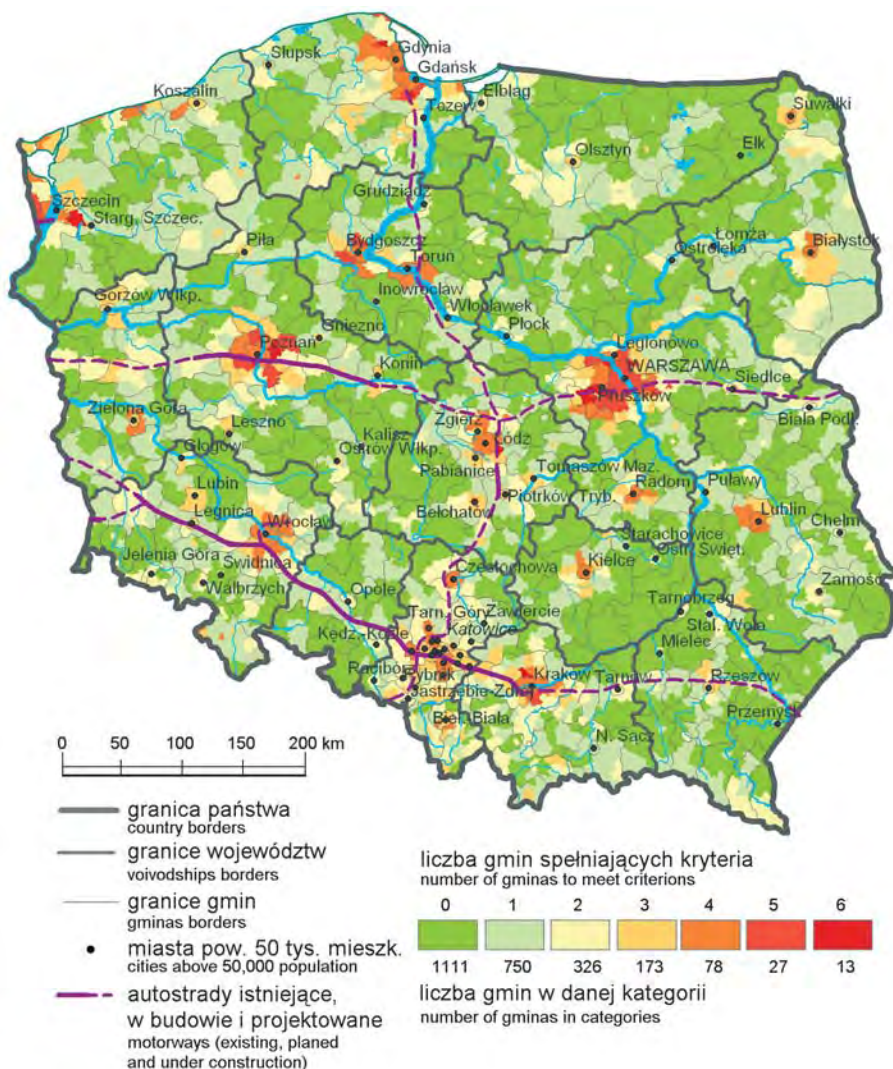 Słupsk
Gdynia
Gdańsk
Koszalin
Tczew
Elbląg
Suwałki
Olsztyn
Ełk
Szczecin
Starg. Szczec.
Grudziądz
Piła
Bydgoszcz
Toruń
Łomża
Ostrołęka
Białystok
Inowrocław
Gorzów Wlkp.
Włocławek
Gniezno
Płock
Poznań
Legionowo
WARSZAWA
Konin
Siedlce
Pruszków
Biała Podl.
Zielona Góra
Zgierz
Łódź
Leszno
Kalisz
Ostrów Wlkp.
Głogów
Pabianice
Tomaszów Maz.
Puławy
Lubin
Radom
Piotrków Tryb.
Bełchatów
Legnica
Lublin
Wrocław
Chełm
Starachowice
Ostr. Święt.
Jelenia Góra
Świdnica
Kielce
Wałbrzych
Częstochowa
Zamość
Opole
Tarnobrzeg
Stal. Wola
Tarn. Góry
Zawiercie
Katowice
Kędz.-Koźle
Mielec
Racibórz
Rybnik
Kraków
Tarnów
Rzeszów
Jastrzębie-Zdrój
Przemyśl
Biel.-Biała
N. Sącz
0 50 100 200 km
granica państwa
country borders
granice województw
voivodships borders
granice gmin
gminas borders
miasta pow. 50 tys. mieszk.
cities above 50,000 population
autostrady istniejące,
w budowie i projektowane
motorways (existing, planed
and under construction)
liczba gmin spełniających kryteria
number of gminas to meet criterions
0 1 2 3 4 5 6
1111 750 326 173 78 27 13
liczba gmin w danej kategorii
number of gminas in categories